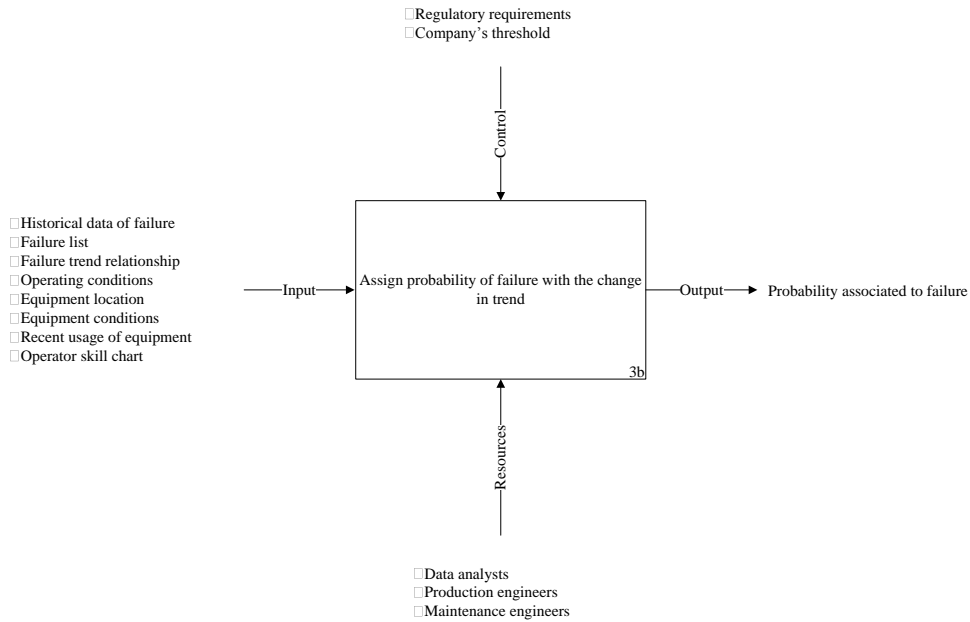 Regulatory requirements
Company's threshold
Control
Historical data of failure
Failure list
Failure trend relationship
Operating conditions
Equipment location
Equipment conditions
Recent usage of equipment
Operator skill chart
Input
Assign probability of failure with the change
in trend
3b
Output
Probability associated to failure
Resources
Data analysts
Production engineers
Maintenance engineers